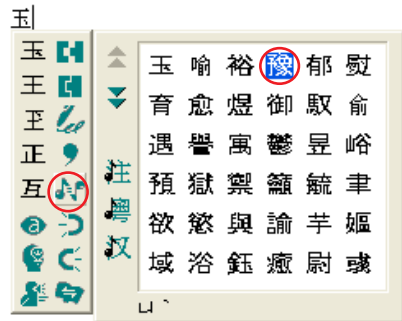 玉
玉
王
正
互
a
注
粵
汉
玉 喻 裕 豫 郁 熨
育 愈 煜 御 馭 俞
遇 譽 寓 鬱 昱 峪
預 獄 禦 籲 毓 聿
欲 慾 與 諭 芋 嫗
域 浴 鈺 癒 尉 彧
ㄩˋ